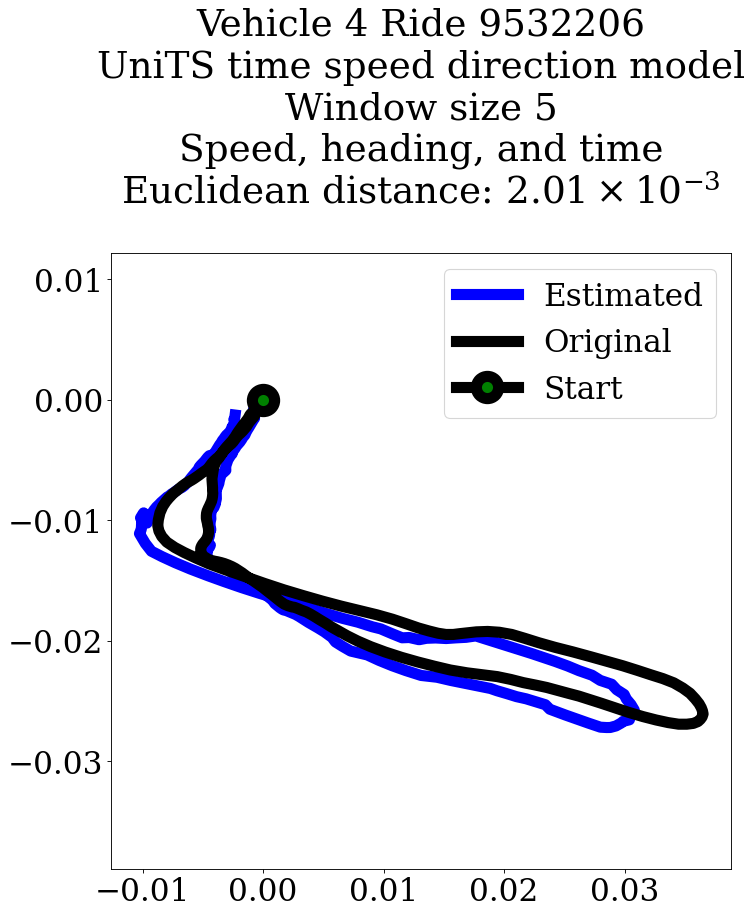 Vehicle 4 Ride 9532206
UniTS time speed direction model
Window size 5
Speed, heading, and time
Euclidean distance: 2.01 × 10⁻³
Estimated
Original
Start
0.01
0.00
−0.01
−0.02
−0.03
−0.01 0.00 0.01 0.02 0.03